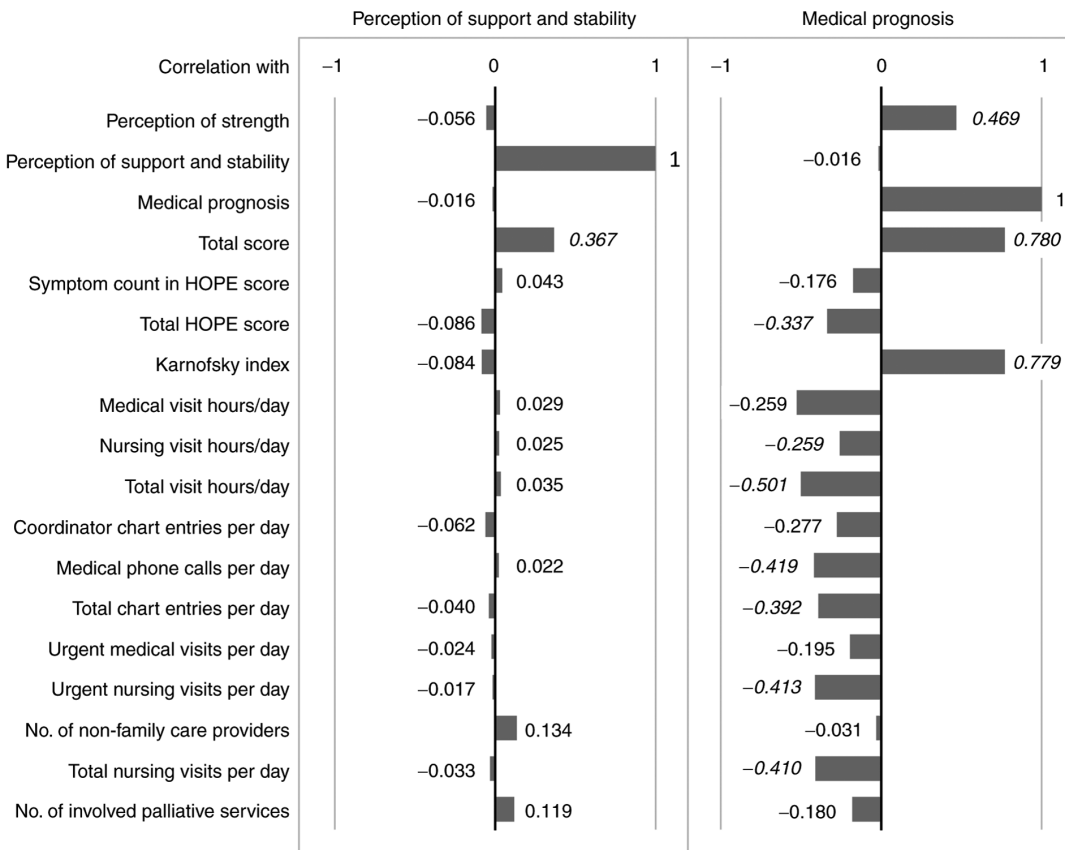 Perception of support and stability Medical prognosis
Correlation with −1 0 1 −1 0 1
Perception of strength −0.056 0.469
Perception of support and stability 1 −0.016
Medical prognosis −0.016 1
Total score 0.367 0.780
Symptom count in HOPE score 0.043 −0.176
Total HOPE score −0.086 −0.337
Karnofsky index −0.084 0.779
Medical visit hours/day 0.029 −0.259
Nursing visit hours/day 0.025 −0.259
Total visit hours/day 0.035 −0.501
Coordinator chart entries per day −0.062 −0.277
Medical phone calls per day 0.022 −0.419
Total chart entries per day −0.040 −0.392
Urgent medical visits per day −0.024 −0.195
Urgent nursing visits per day −0.017 −0.413
No. of non-family care providers 0.134 −0.031
Total nursing visits per day −0.033 −0.410
No. of involved palliative services 0.119 −0.180